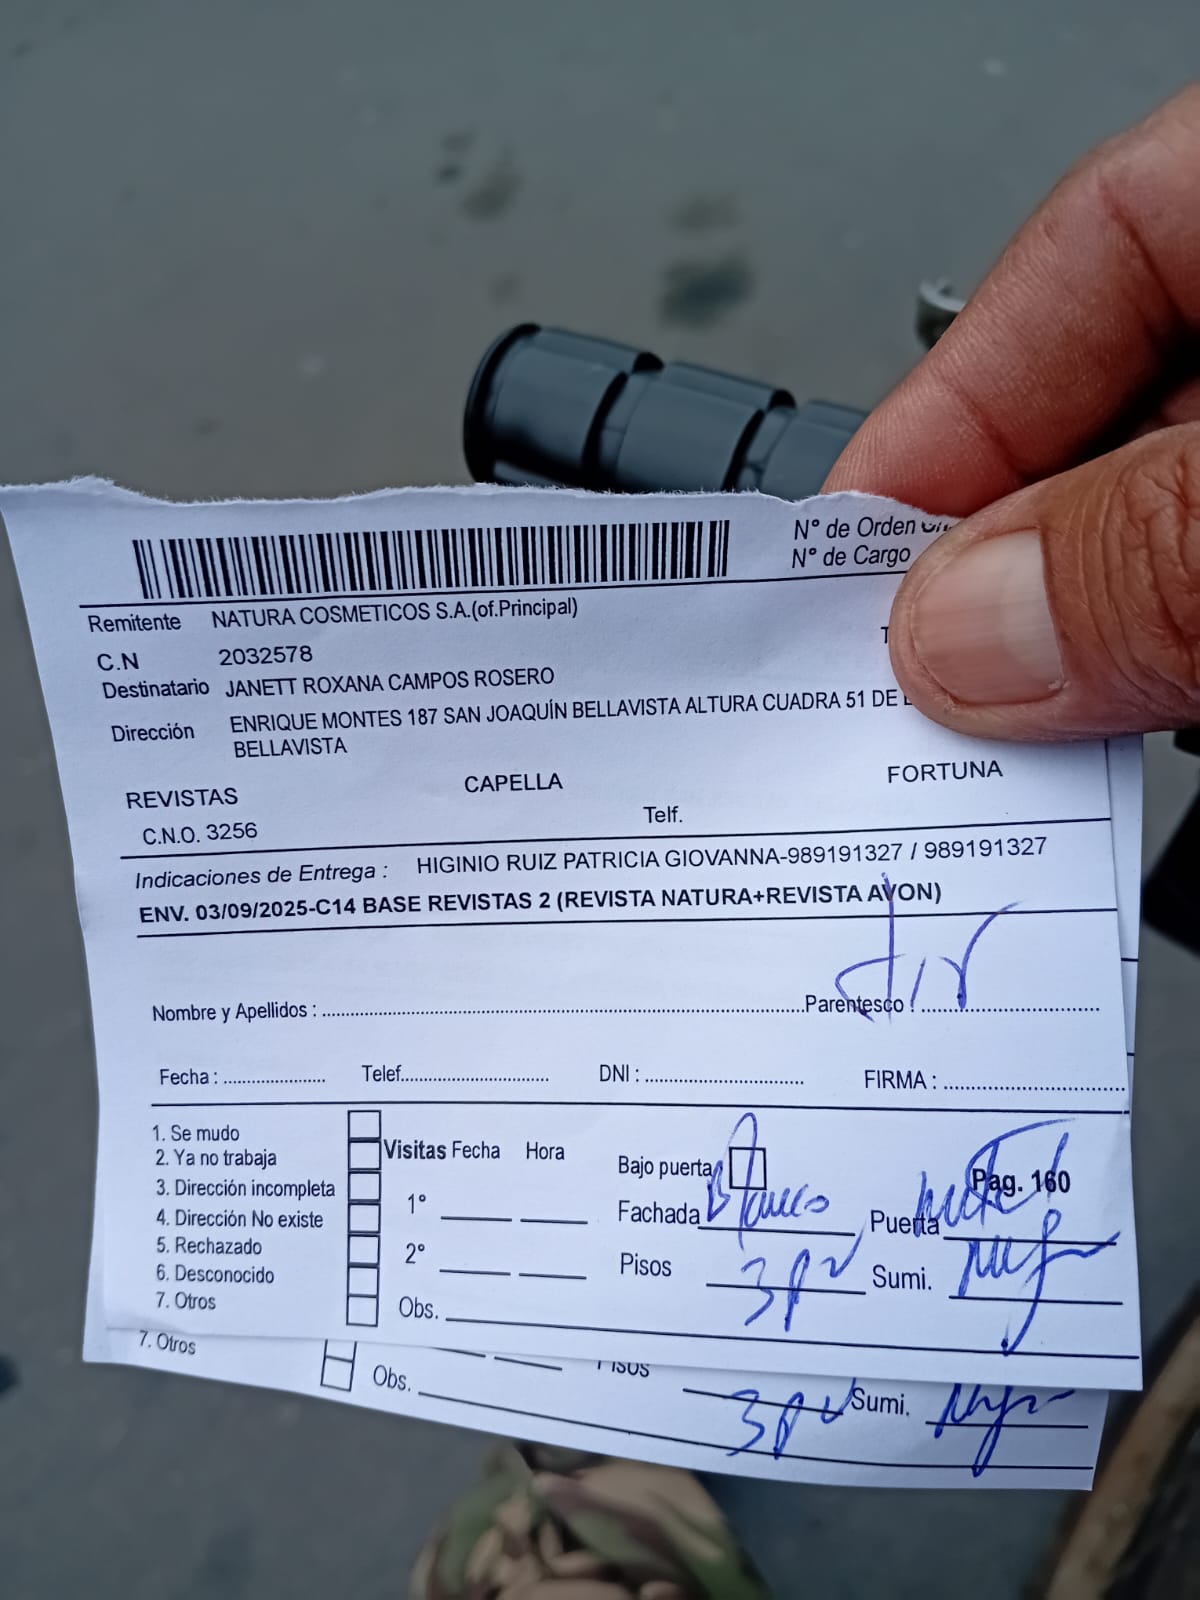 N° de Orden
N° de Cargo
Remitente NATURA COSMETICOS S.A.(of.Principal)
C.N 2032578
Destinatario JANETT ROXANA CAMPOS ROSERO
Dirección ENRIQUE MONTES 187 SAN JOAQUÍN BELLAVISTA ALTURA CUADRA 51 DE
BELLAVISTA
REVISTAS CAPELLA FORTUNA
C.N.O. 3256 Telf.
Indicaciones de Entrega : HIGINIO RUIZ PATRICIA GIOVANNA-989191327 / 989191327
ENV. 03/09/2025-C14 BASE REVISTAS 2 (REVISTA NATURA+REVISTA AVON)
Nombre y Apellidos : Parentesco :
Fecha : Telef. DNI : FIRMA :
1. Se mudo
2. Ya no trabaja
3. Dirección incompleta
4. Dirección No existe
5. Rechazado
6. Desconocido
7. Otros
Visitas Fecha Hora
1°
2°
Obs.
Bajo puerta
Pag. 160
Fachada Blanco Puerta
Pisos 3p Sumi.
7. Otros
Obs.
Pisos 3p Sumi.